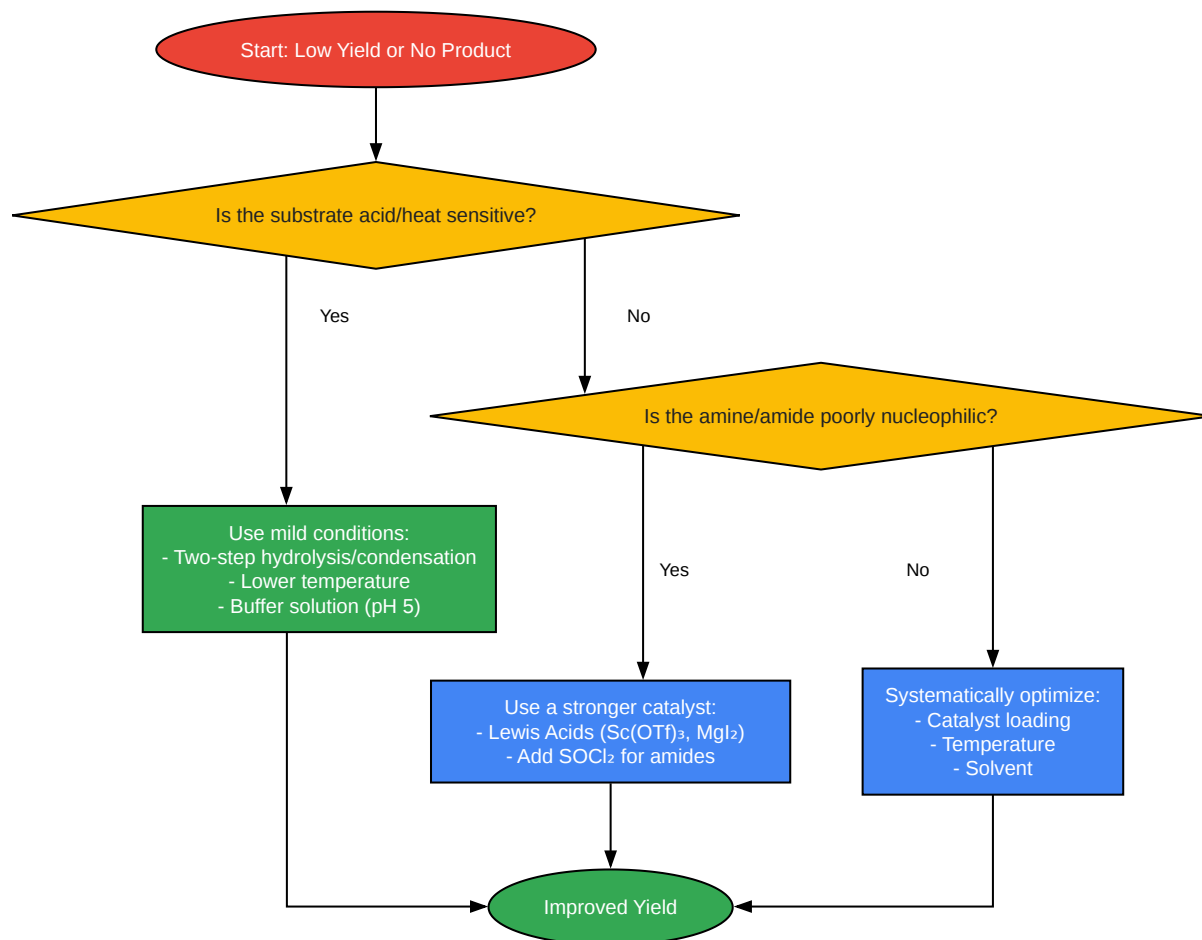 Start: Low Yield or No Product
Is the substrate acid/heat sensitive?
Yes
No
Is the amine/amide poorly nucleophilic?
Use mild conditions:
- Two-step hydrolysis/condensation
- Lower temperature
- Buffer solution (pH 5)
Yes
No
Use a stronger catalyst:
- Lewis Acids (Sc(OTf)₃, MgI₂)
- Add SOCl₂ for amides
Systematically optimize:
- Catalyst loading
- Temperature
- Solvent
Improved Yield